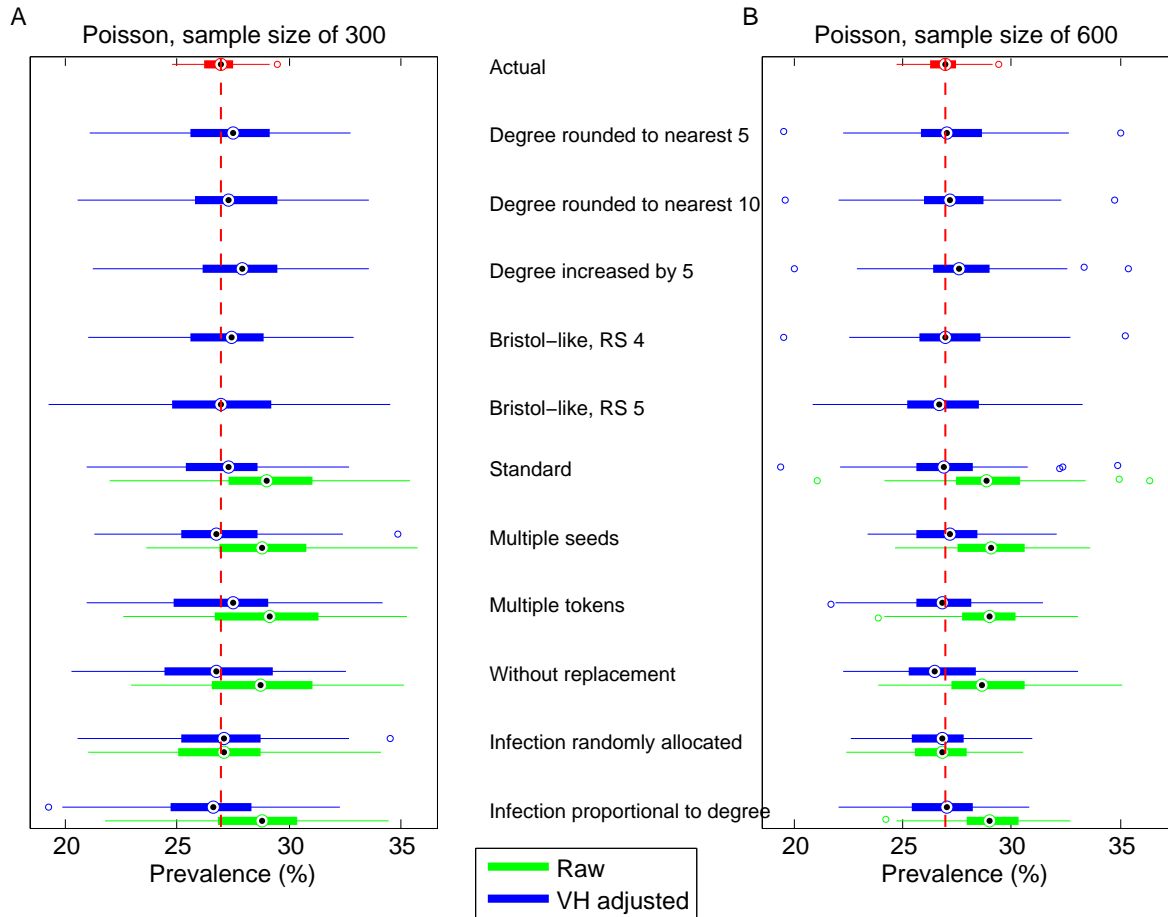 A
B
Poisson, sample size of 300
Poisson, sample size of 600
Actual
Degree rounded to nearest 5
Degree rounded to nearest 10
Degree increased by 5
Bristol−like, RS 4
Bristol−like, RS 5
Standard
Multiple seeds
Multiple tokens
Without replacement
Infection randomly allocated
Infection proportional to degree
20 25 30 35
20 25 30 35
Prevalence (%)
Prevalence (%)
Raw
VH adjusted